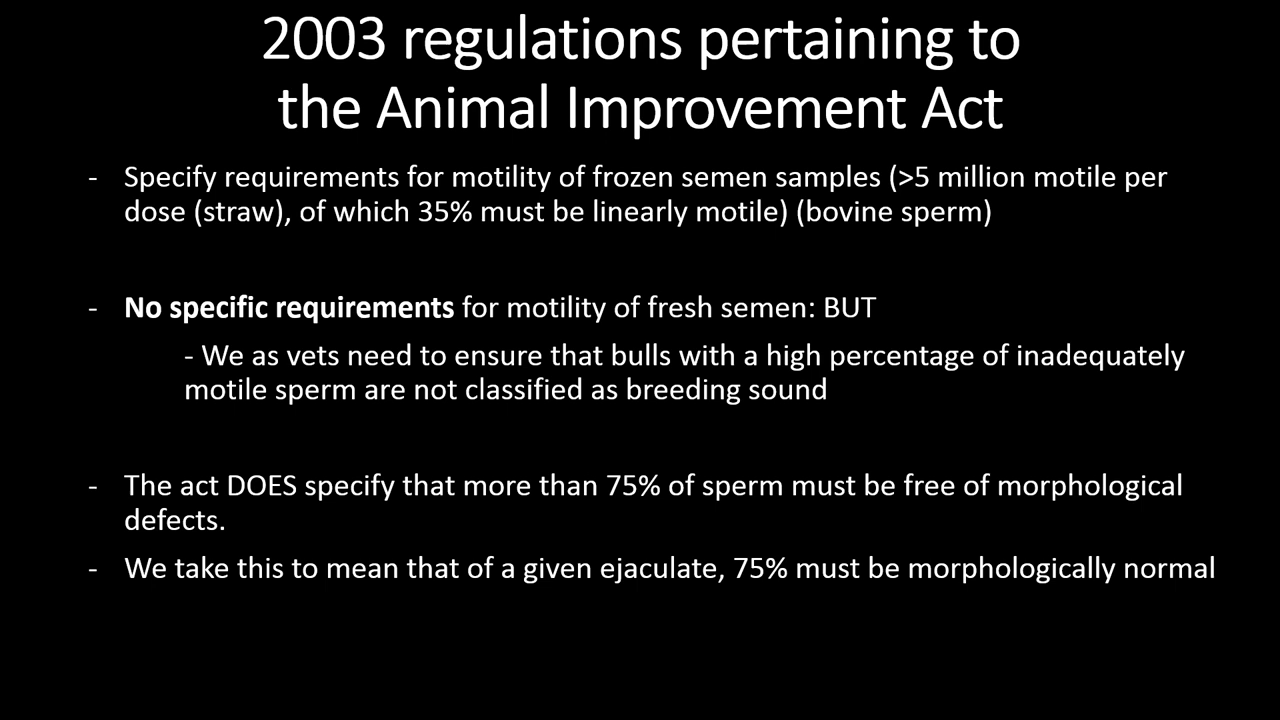 2003 regulations pertaining to
the Animal Improvement Act
- Specify requirements for motility of frozen semen samples (>5 million motile per
dose (straw), of which 35% must be linearly motile) (bovine sperm)
- No specific requirements for motility of fresh semen: BUT
- We as vets need to ensure that bulls with a high percentage of inadequately
motile sperm are not classified as breeding sound
- The act DOES specify that more than 75% of sperm must be free of morphological
defects.
- We take this to mean that of a given ejaculate, 75% must be morphologically normal